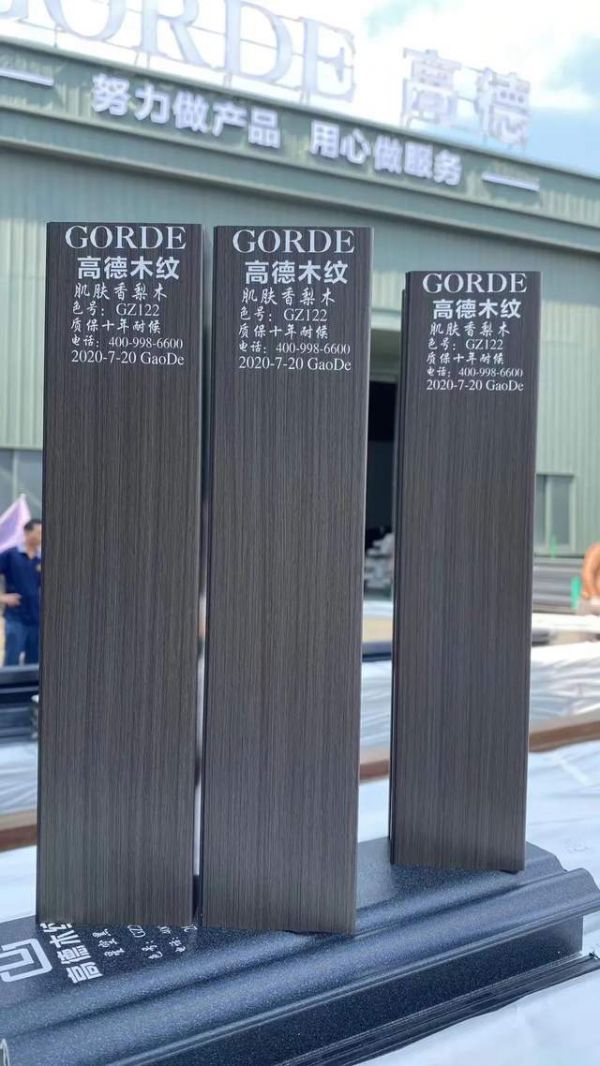 GORDE 高德
努力做产品 用心做服务
GORDE
高德木纹
肌肤香梨木
色号：GZ122
质保十年耐候
电话：400-998-6600
2020-7-20 GaoDe
GORDE
高德木纹
肌肤香梨木
色号：GZ122
质保十年耐候
电话：400-998-6600
2020-7-20 GaoDe
GORDE
高德木纹
肌肤香梨木
色号：GZ122
质保十年耐候
电话：400-998-6600
2020-7-20 GaoDe
高德木纹